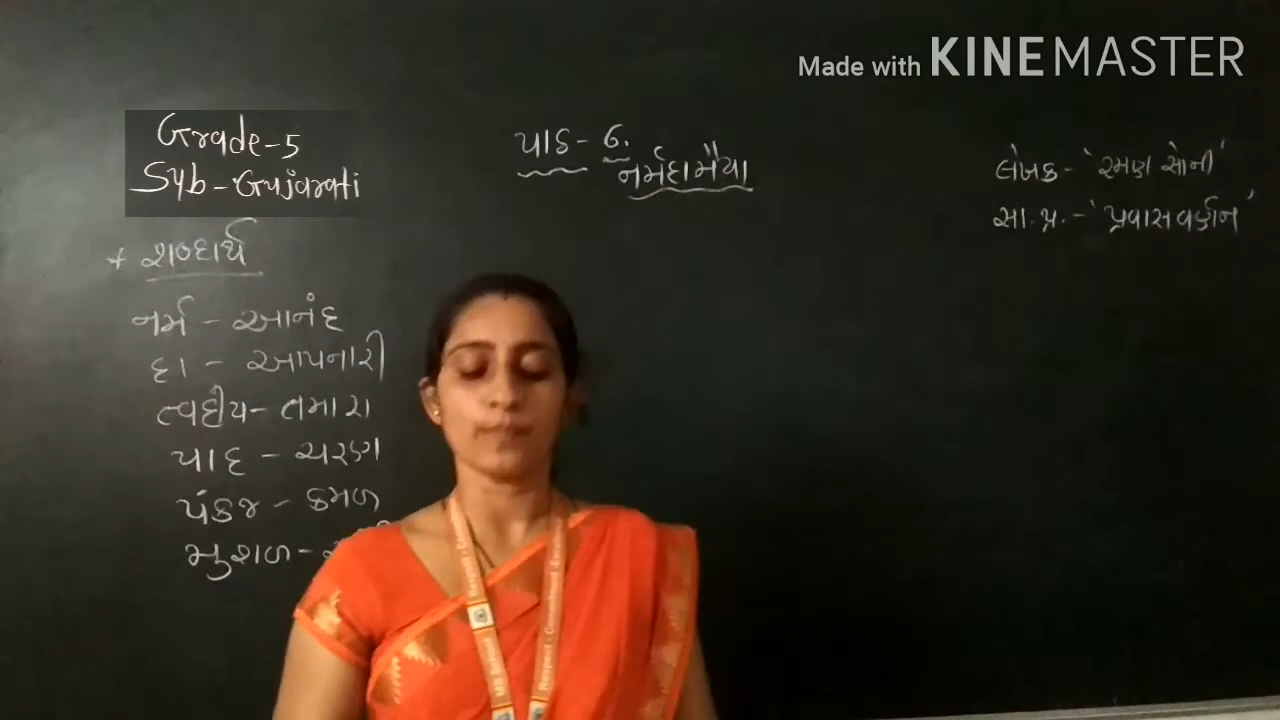 Made with KINEMASTER
Grade-5
Sub-Gujarati
પાઠ- 6.
નર્મદામૈયા
લેખક - 'રમણ સોની'
સા.પ્ર. - 'પ્રવાસવર્ણન'
* શબ્દાર્થ
નર્મ - આનંદ
દા - આપનારી
ત્વદીય - તમારા
પાદ - ચરણ
પંકજ - કમળ
મુશળ -